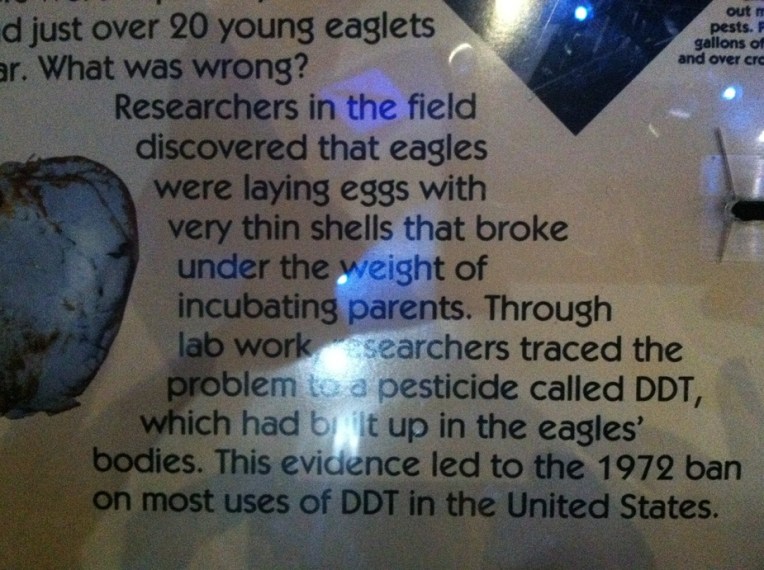 d just over 20 young eaglets
ar. What was wrong?
Researchers in the field
discovered that eagles
were laying eggs with
very thin shells that broke
under the weight of
incubating parents. Through
lab work researchers traced the
problem to a pesticide called DDT,
which had built up in the eagles'
bodies. This evidence led to the 1972 ban
on most uses of DDT in the United States.
out
pests.
gallons of
and over cro